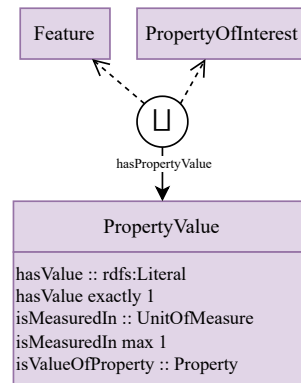 Feature
PropertyOfInterest
⊔
hasPropertyValue
PropertyValue
hasValue :: rdfs:Literal
hasValue exactly 1
isMeasuredIn :: UnitOfMeasure
isMeasuredIn max 1
isValueOfProperty :: Property